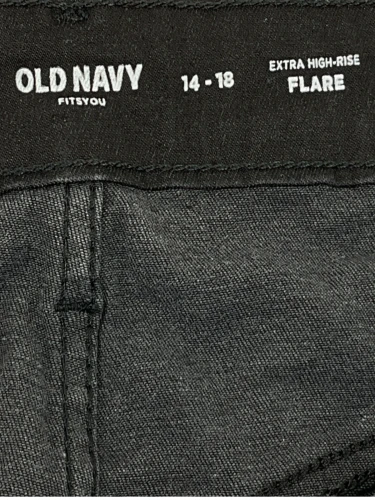 OLD NAVY
FITSYOU
14 - 18
EXTRA HIGH-RISE
FLARE